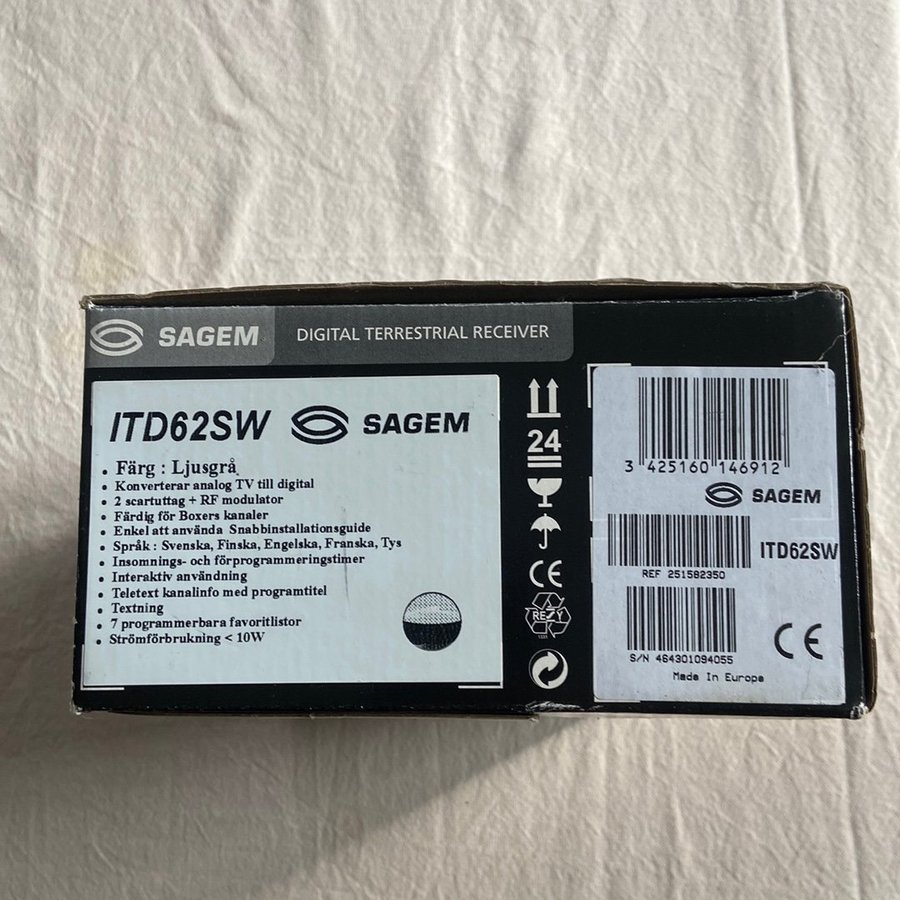 SAGEM
DIGITAL TERRESTRIAL RECEIVER
ITD62SW SAGEM
Färg : Ljusgrå
Konverterar analog TV till digital
2 scartuttag + RF modulator
Färdig för Boxers kanaler
Enkel att använda Snabbinstallationsguide
Språk : Svenska, Finska, Engelska, Franska, Tys
Insomnings- och förprogrammeringstimer
Interaktiv användning
Teletext kanalinfo med programtitel
Textning
7 programmerbara favoritlistor
Strömförbrukning < 10W
24
CE
RESY
3 425160 146912
SAGEM
ITD62SW
REF 251582350
S/N 464301094055
CE
Made In Europe